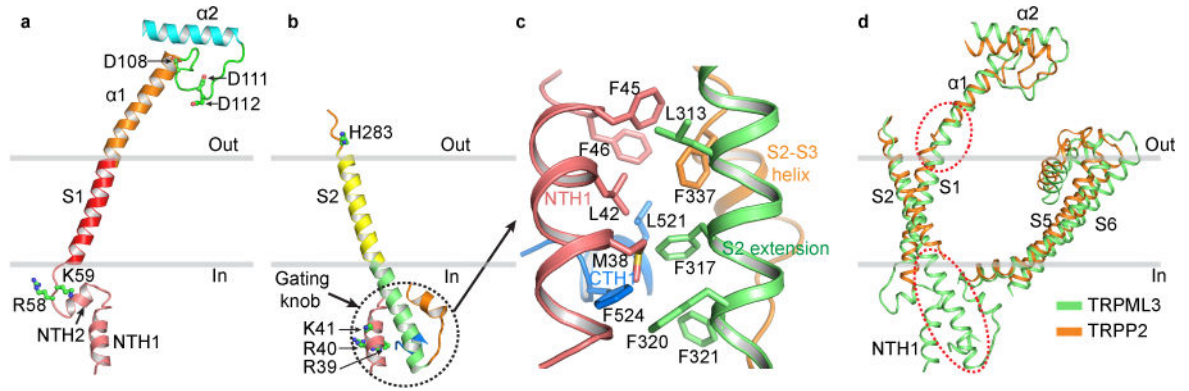 a
α2
D108
D111
D112
α1
Out
S1
In
K59
R58
NTH2
NTH1
b
H283
Out
S2
In
Gating
knob
K41
R40
R39
c
F45
L313
F46
S2-S3
helix
NTH1
F337
L42
L521
S2 extension
M38
F317
CTH1
F524
F320
F321
d
α2
α1
Out
S2
S1
S5
S6
In
NTH1
TRPML3
TRPP2